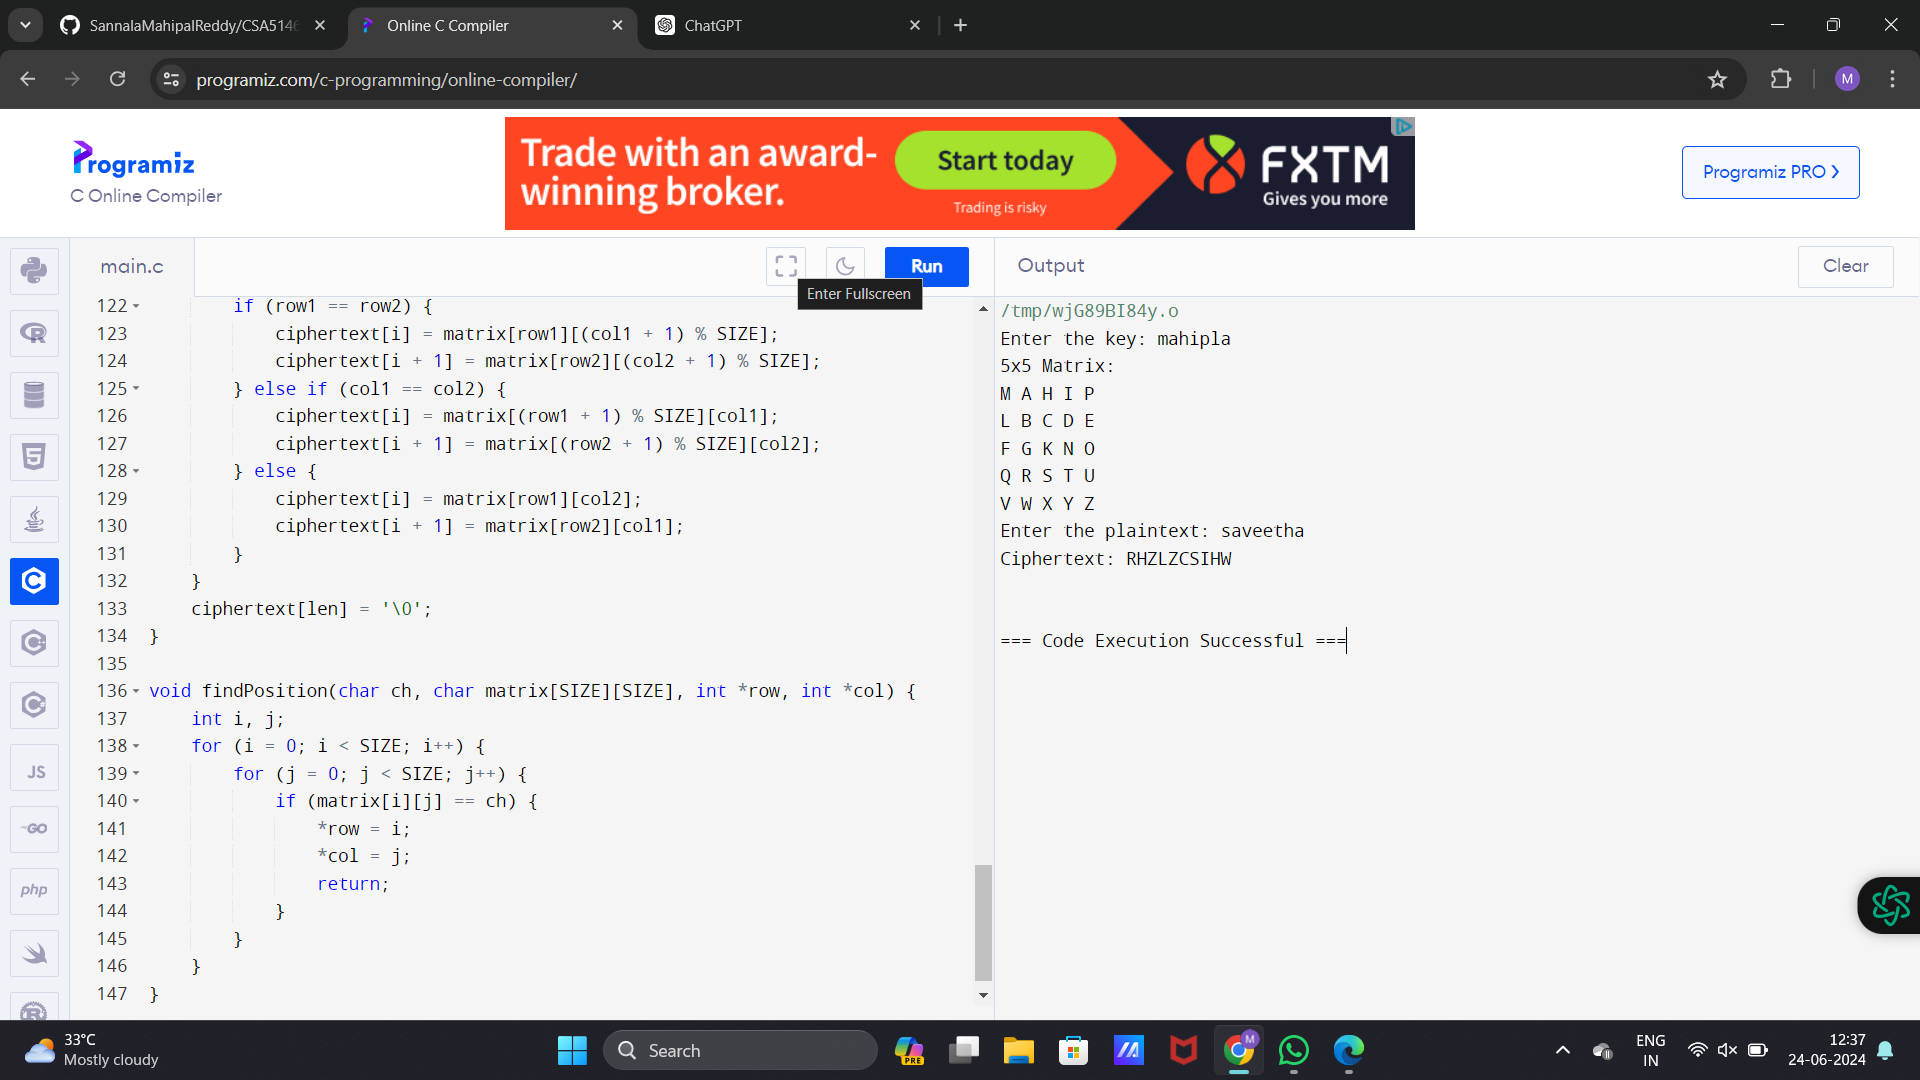 SannalaMahipalReddy/CSA5146
Online C Compiler
ChatGPT
programiz.com/c-programming/online-compiler/
M
Programiz
C Online Compiler
Trade with an award-
winning broker.
Start today
Trading is risky
FXTM
Gives you more
Programiz PRO ❯
main.c
Run
Enter Fullscreen
Output
Clear
122 if (row1 == row2) {
123 ciphertext[i] = matrix[row1][(col1 + 1) % SIZE];
124 ciphertext[i + 1] = matrix[row2][(col2 + 1) % SIZE];
125 } else if (col1 == col2) {
126 ciphertext[i] = matrix[(row1 + 1) % SIZE][col1];
127 ciphertext[i + 1] = matrix[(row2 + 1) % SIZE][col2];
128 } else {
129 ciphertext[i] = matrix[row1][col2];
130 ciphertext[i + 1] = matrix[row2][col1];
131 }
132 }
133 ciphertext[len] = '\0';
134 }
135
136 void findPosition(char ch, char matrix[SIZE][SIZE], int *row, int *col) {
137 int i, j;
138 for (i = 0; i < SIZE; i++) {
139 for (j = 0; j < SIZE; j++) {
140 if (matrix[i][j] == ch) {
141 *row = i;
142 *col = j;
143 return;
144 }
145 }
146 }
147 }
/tmp/wjG89BI84y.o
Enter the key: mahipla
5x5 Matrix:
M A H I P
L B C D E
F G K N O
Q R S T U
V W X Y Z
Enter the plaintext: saveetha
Ciphertext: RHZLZCSIHW
=== Code Execution Successful ===
JS
GO
php
33°C
Mostly cloudy
Search
PRE
M
ENG
IN
12:37
24-06-2024